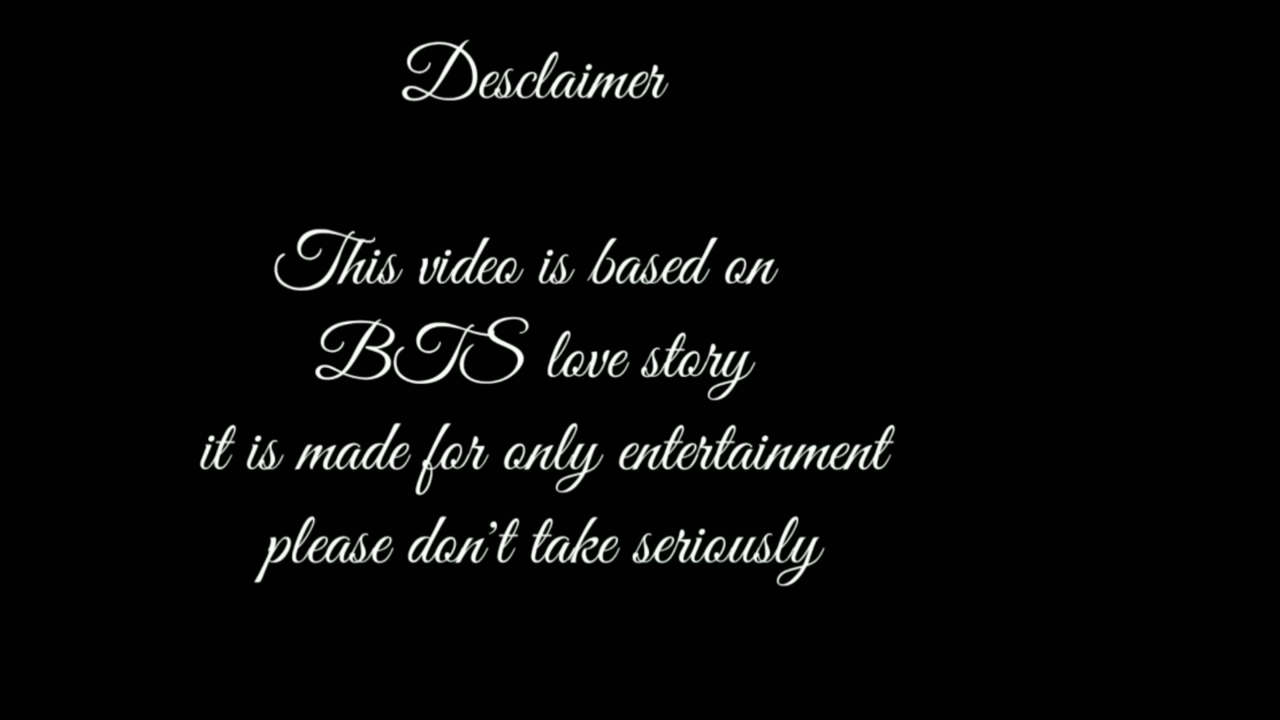 Desclaimer
This video is based on
BTS love story
it is made for only entertainment
please don't take seriously